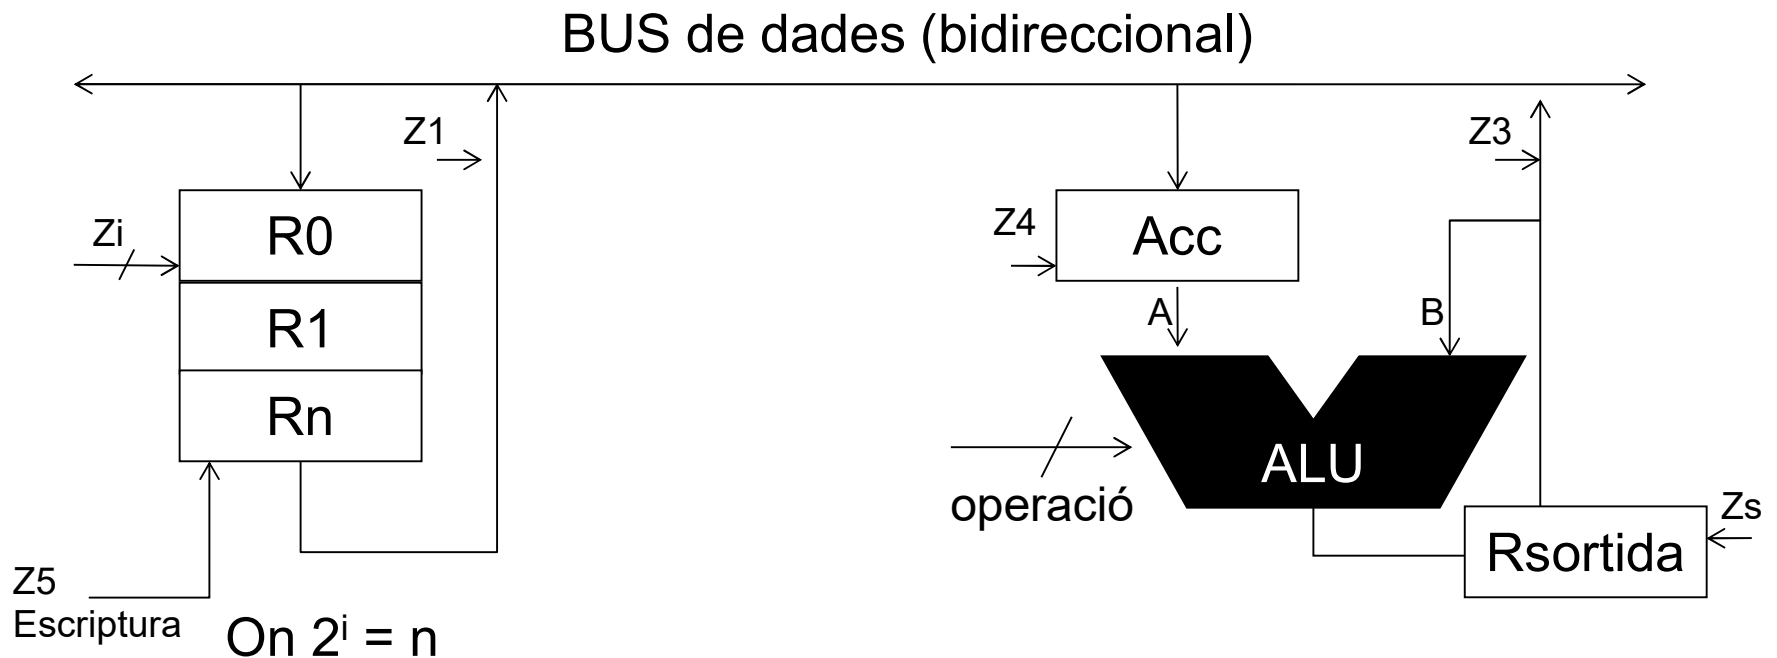 BUS de dades (bidireccional)
Z1
Z3
Zi
R0
Z4
Acc
R1
A
B
Rn
ALU
operació
Zs
Rsortida
Z5
Escriptura
On 2ⁱ = n